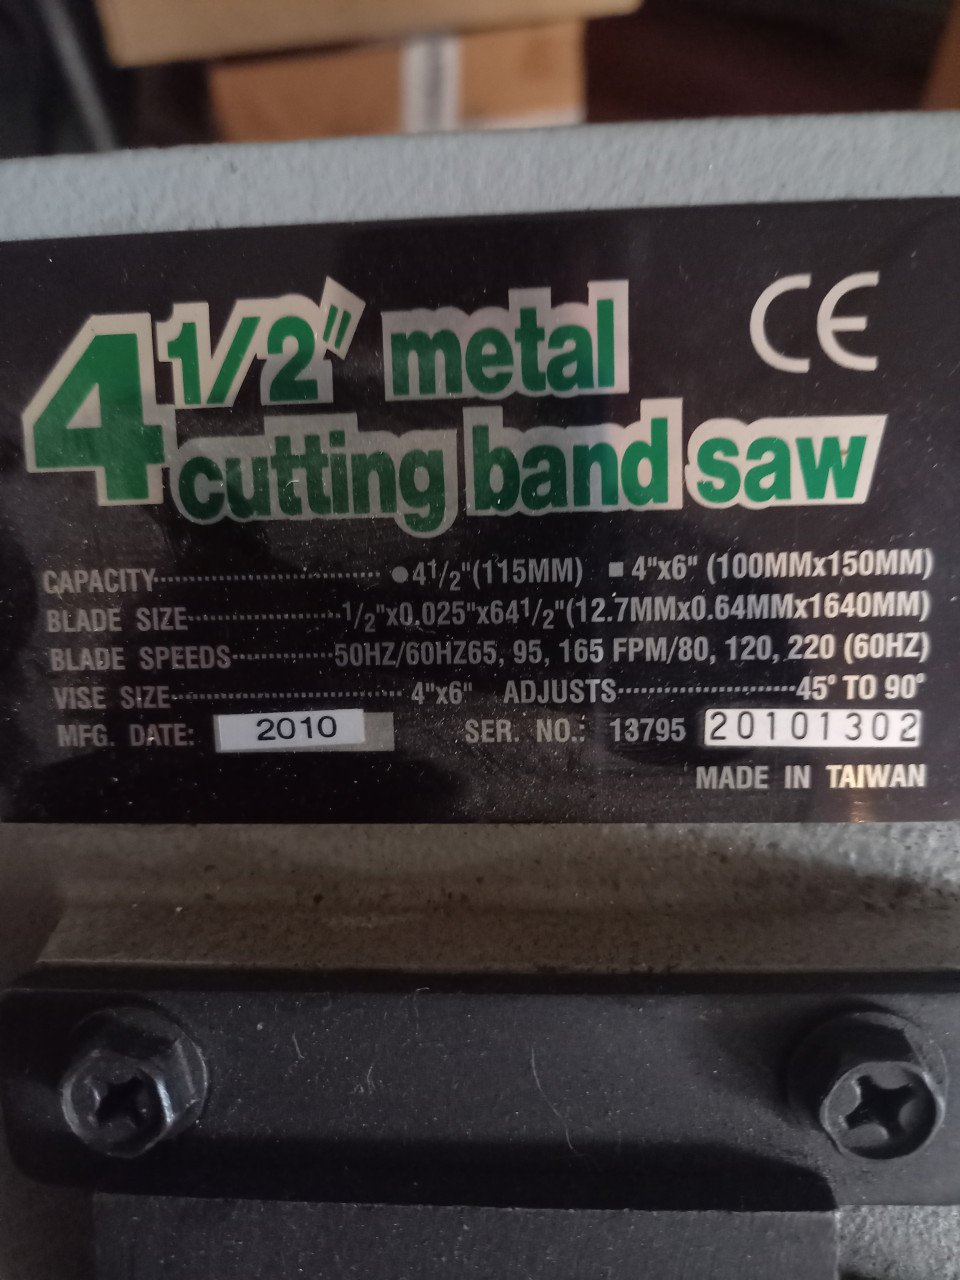 CE
4 1/2" metal
cutting band saw
CAPACITY................................ ●4 1/2"(115MM) ■ 4"x6" (100MMx150MM)
BLADE SIZE.....................1/2"x0.025"x64 1/2"(12.7MMx0.64MMx1640MM)
BLADE SPEEDS..............50HZ/60HZ65, 95, 165 FPM/80, 120, 220 (60HZ)
VISE SIZE................................ 4"x6" ADJUSTS........................45° TO 90°
MFG. DATE: 2010 SER. NO.: 13795 20101302
MADE IN TAIWAN